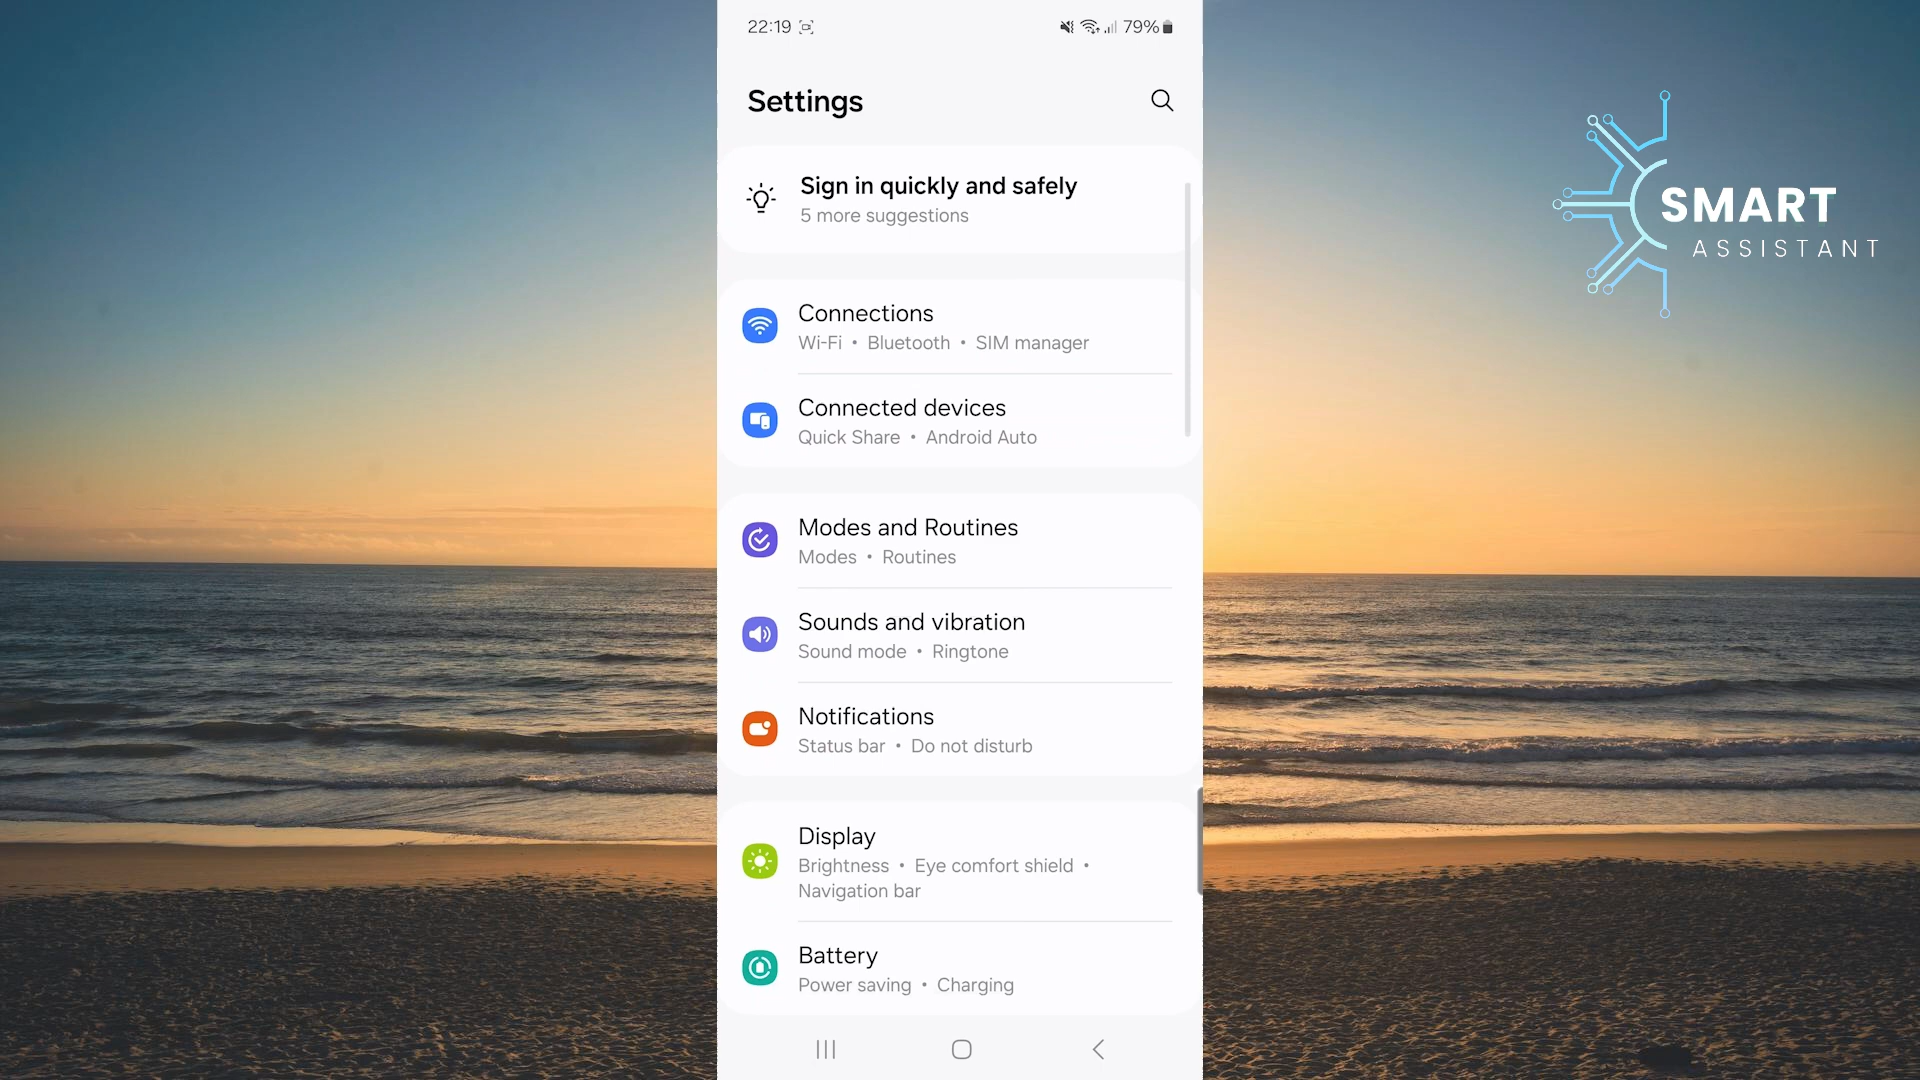 22:19
79%
Settings
Sign in quickly and safely
5 more suggestions
Connections
Wi-Fi • Bluetooth • SIM manager
Connected devices
Quick Share • Android Auto
Modes and Routines
Modes • Routines
Sounds and vibration
Sound mode • Ringtone
Notifications
Status bar • Do not disturb
Display
Brightness • Eye comfort shield •
Navigation bar
Battery
Power saving • Charging
SMART
ASSISTANT